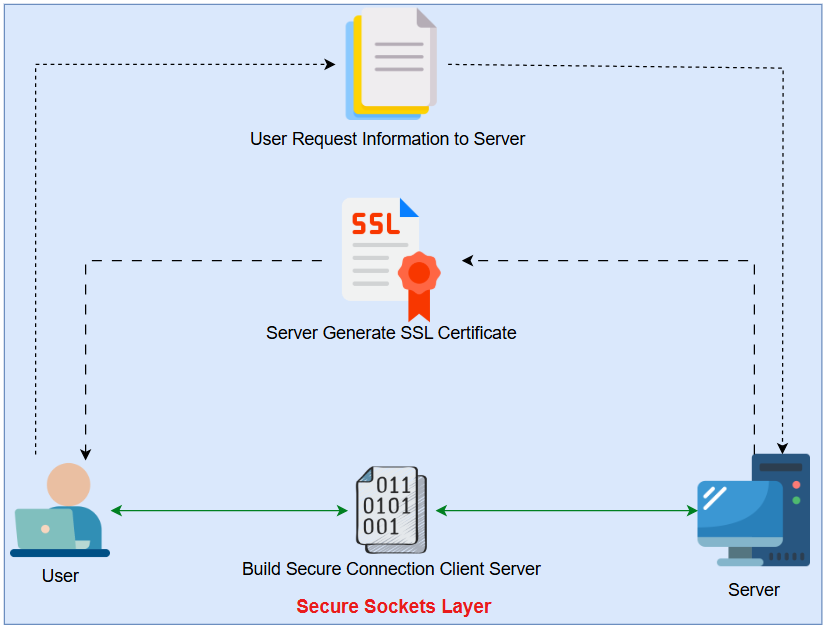 User Request Information to Server
SSL
Server Generate SSL Certificate
011
0101
001
Build Secure Connection Client Server
User
Server
Secure Sockets Layer